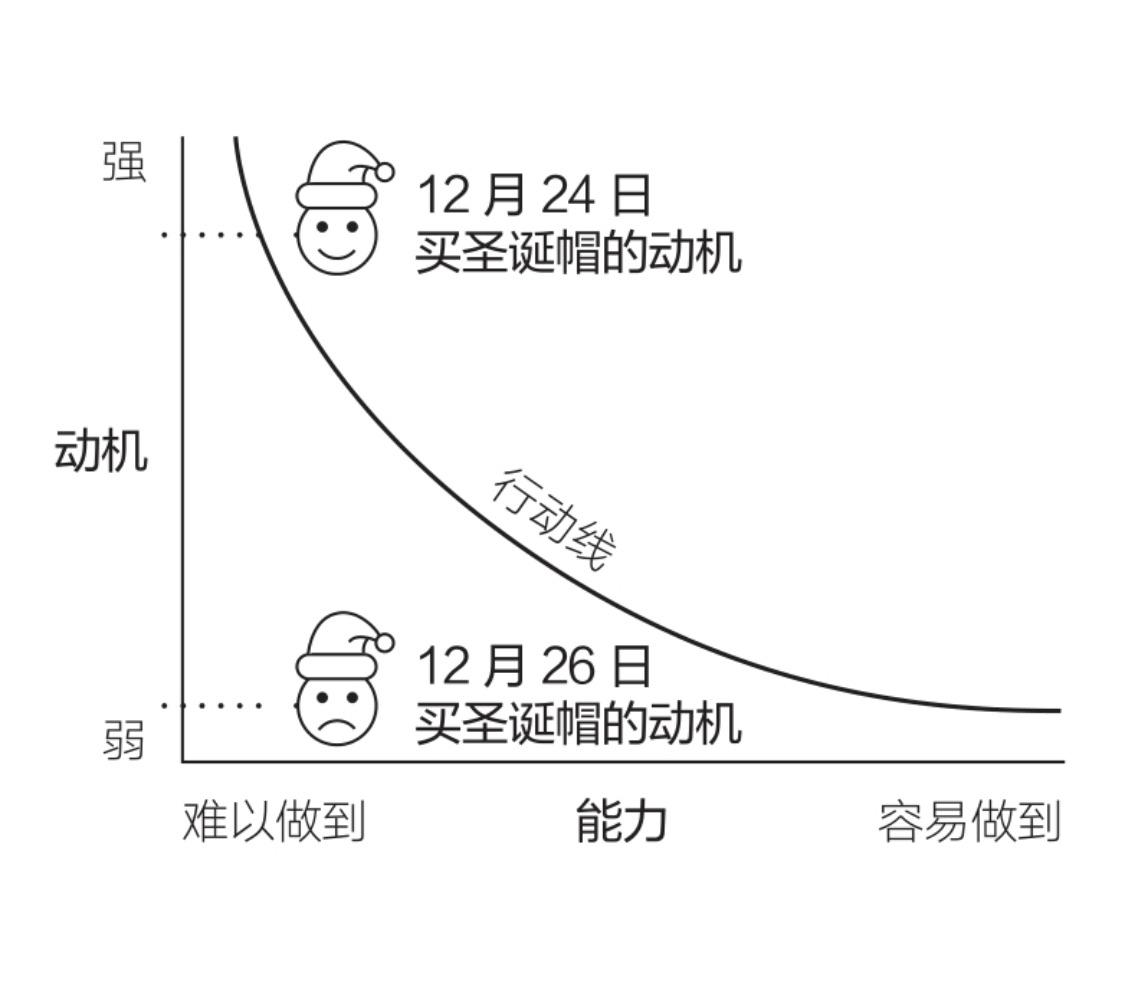 强
12 月 24 日
买圣诞帽的动机
动机
行动线
12 月 26 日
买圣诞帽的动机
弱
难以做到
能力
容易做到